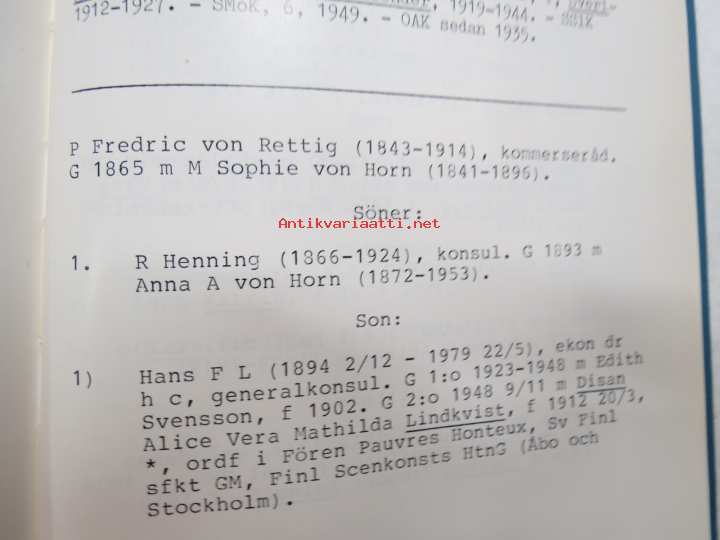 1919-1944. -
1912-1927. - SMoK, 6, 1949. - OAK sedan 1935.
P Fredric von Rettig (1843-1914), kommerseråd.
G 1865 m M Sophie von Horn (1841-1896).
Söner:
Antikvariaatti.net
1. R Henning (1866-1924), konsul. G 1893 m
Anna A von Horn (1872-1953).
Son:
1) Hans F L (1894 2/12 - 1979 22/5), ekon dr
h c, generalkonsul. G 1:o 1923-1948 m Edith
Svensson, f 1902. G 2:o 1948 9/11 m Disan
Alice Vera Mathilda Lindkvist, f 1912 20/3,
*, ordf i Fören Pauvres Honteux, Sv Finl
sfkt GM, Finl Scenkonsts HtnG (Åbo och
Stockholm).